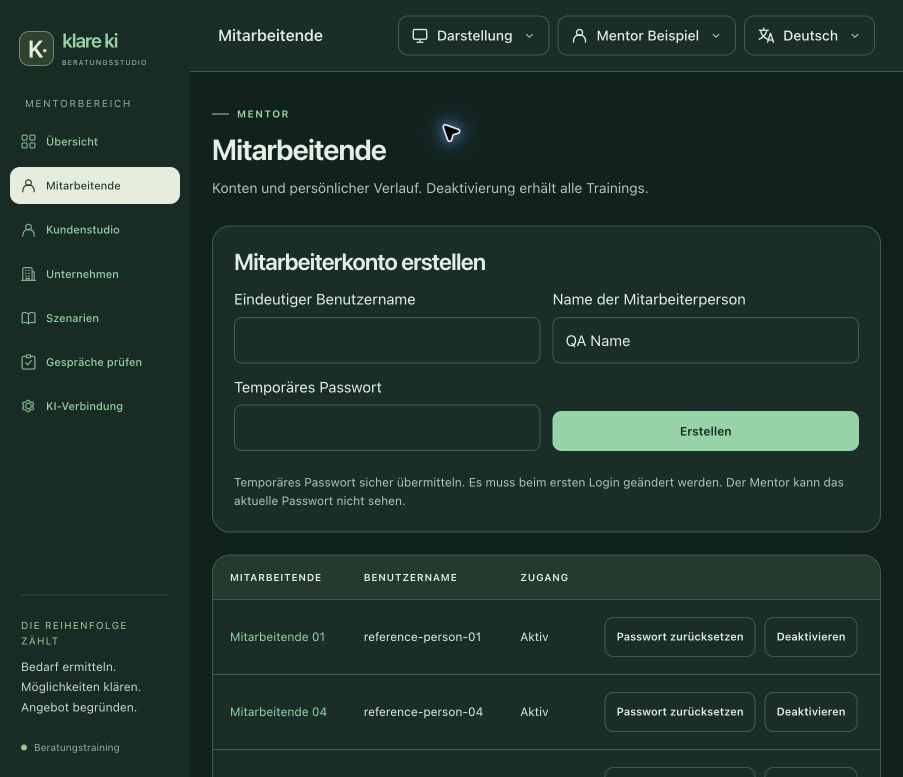 K.
klare ki
BERATUNGSSTUDIO
MENTORBEREICH
Übersicht
Mitarbeitende
Kundenstudio
Unternehmen
Szenarien
Gespräche prüfen
KI-Verbindung
DIE REIHENFOLGE
ZÄHLT
Bedarf ermitteln.
Möglichkeiten klären.
Angebot begründen.
Beratungstraining
Mitarbeitende
Darstellung
Mentor Beispiel
Deutsch
MENTOR
Mitarbeitende
Konten und persönlicher Verlauf. Deaktivierung erhält alle Trainings.
Mitarbeiterkonto erstellen
Eindeutiger Benutzername
Name der Mitarbeiterperson
QA Name
Temporäres Passwort
Erstellen
Temporäres Passwort sicher übermitteln. Es muss beim ersten Login geändert werden. Der Mentor kann das
aktuelle Passwort nicht sehen.
MITARBEITENDE BENUTZERNAME ZUGANG
Mitarbeitende 01 reference-person-01 Aktiv Passwort zurücksetzen Deaktivieren
Mitarbeitende 04 reference-person-04 Aktiv Passwort zurücksetzen Deaktivieren